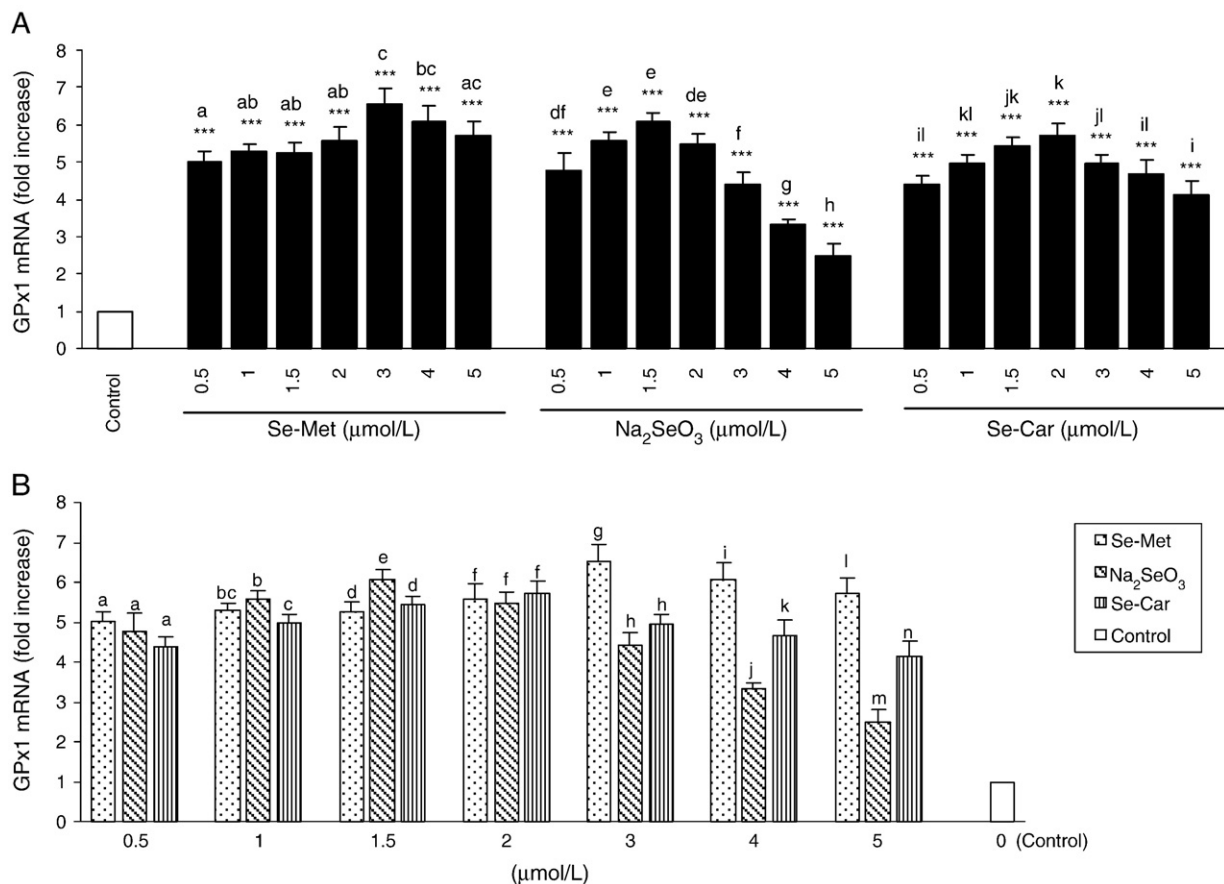 A
GPx1 mRNA (fold increase)
8
7
6
5
4
3
2
1
0
a ab ab ab c bc ac df e e de f g h il kl jk k jl il i
*** *** *** *** *** *** *** *** *** *** *** *** *** *** *** *** *** *** *** *** ***
Control 0.5 1 1.5 2 3 4 5 0.5 1 1.5 2 3 4 5 0.5 1 1.5 2 3 4 5
Se-Met (μmol/L) Na₂SeO₃ (μmol/L) Se-Car (μmol/L)
B
GPx1 mRNA (fold increase)
8
7
6
5
4
3
2
1
0
a a a bc b c d e d f f f g h h i j k l m n
Se-Met
Na₂SeO₃
Se-Car
Control
0.5 1 1.5 2 3 4 5 0 (Control)
(μmol/L)